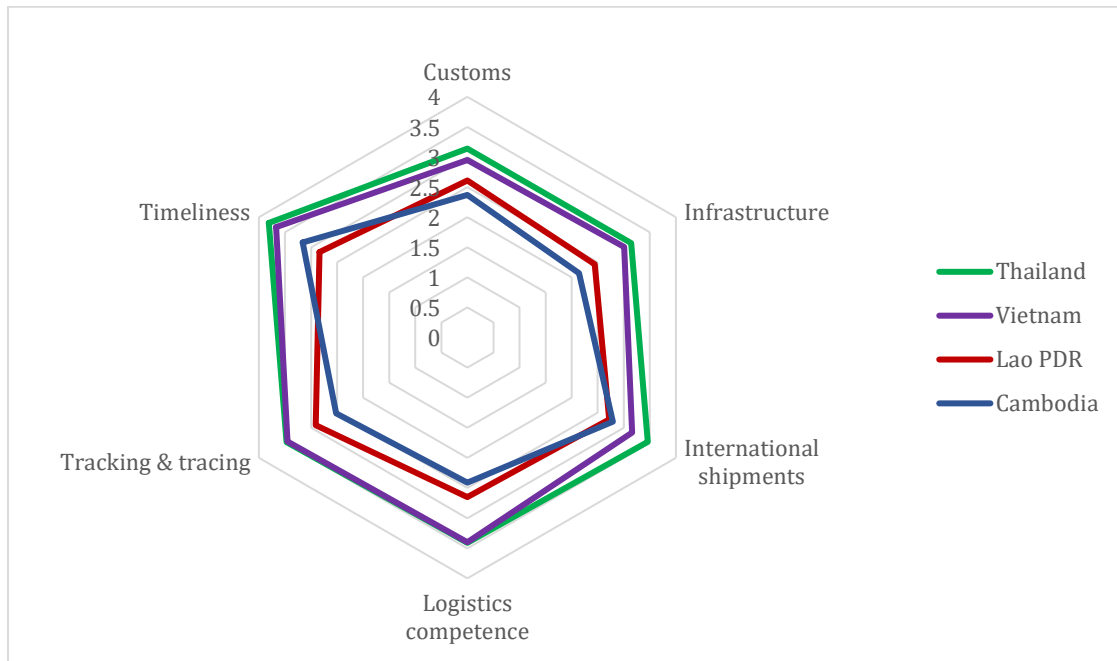 Customs
4
3.5
3
2.5
2
1.5
1
0.5
0
Timeliness
Infrastructure
Tracking & tracing
International
shipments
Logistics
competence
Thailand
Vietnam
Lao PDR
Cambodia